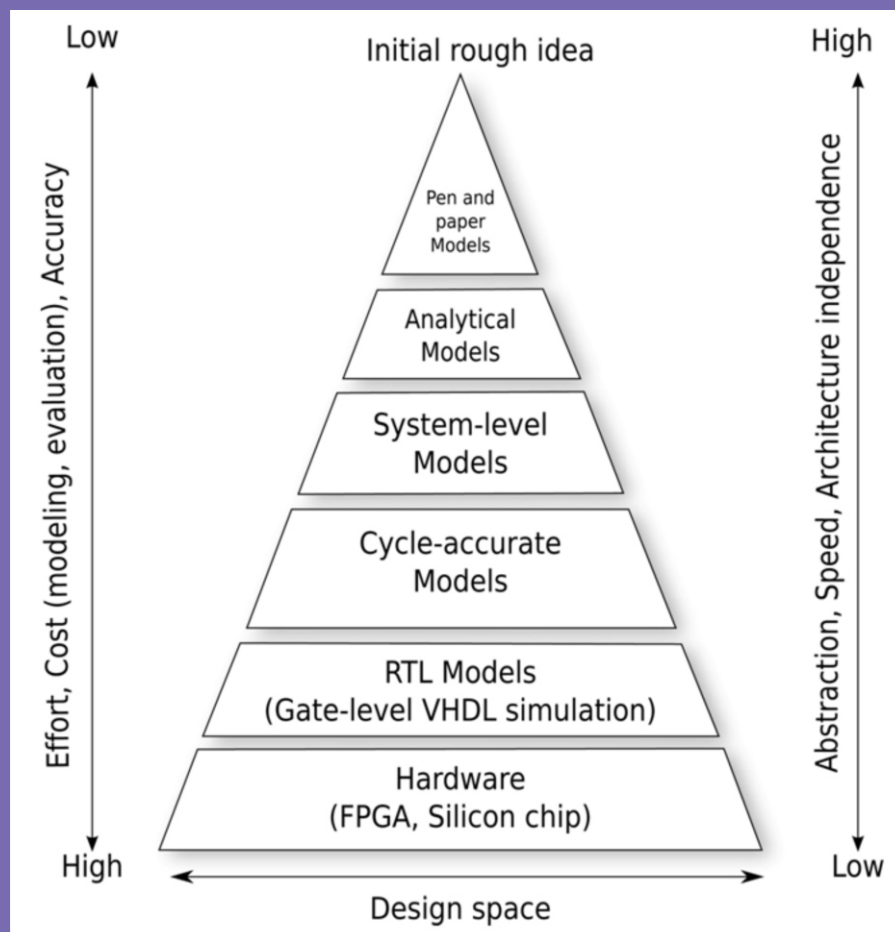 Low
Initial rough idea
High
Effort, Cost (modeling, evaluation), Accuracy
Pen and
paper
Models
Analytical
Models
System-level
Models
Cycle-accurate
Models
RTL Models
(Gate-level VHDL simulation)
Hardware
(FPGA, Silicon chip)
Abstraction, Speed, Architecture independence
High
Low
Design space